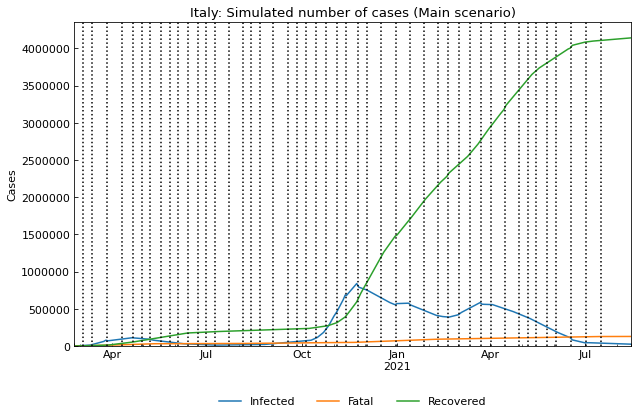 Italy: Simulated number of cases (Main scenario)
Cases
4000000
3500000
3000000
2500000
2000000
1500000
1000000
500000
0
Apr Jul Oct Jan Apr Jul
2021
Infected Fatal Recovered